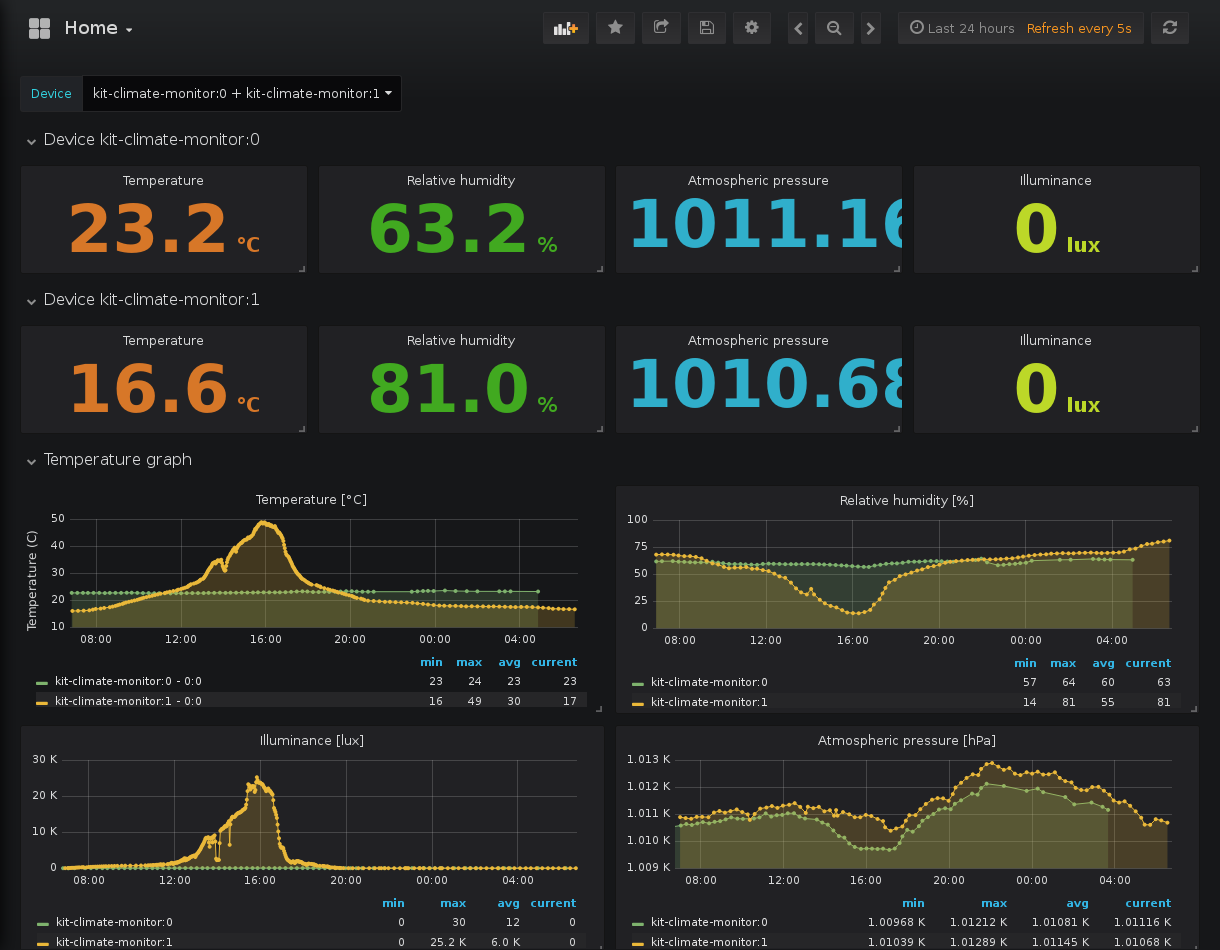 Home
Last 24 hours Refresh every 5s
Device kit-climate-monitor:0 + kit-climate-monitor:1
Device kit-climate-monitor:0
Temperature Relative humidity Atmospheric pressure Illuminance
23.2 °C 63.2 % 1011.16 0 lux
Device kit-climate-monitor:1
Temperature Relative humidity Atmospheric pressure Illuminance
16.6 °C 81.0 % 1010.68 0 lux
Temperature graph
Temperature [°C]
Temperature (C)
50
40
30
20
10
08:00 12:00 16:00 20:00 00:00 04:00
min max avg current
kit-climate-monitor:0 - 0:0 23 24 23 23
kit-climate-monitor:1 - 0:0 16 49 30 17
Relative humidity [%]
100
75
50
25
0
08:00 12:00 16:00 20:00 00:00 04:00
min max avg current
kit-climate-monitor:0 57 64 60 63
kit-climate-monitor:1 14 81 55 81
Illuminance [lux]
30 K
20 K
10 K
0
08:00 12:00 16:00 20:00 00:00 04:00
min max avg current
kit-climate-monitor:0 0 30 12 0
kit-climate-monitor:1 0 25.2 K 6.0 K 0
Atmospheric pressure [hPa]
1.013 K
1.012 K
1.011 K
1.010 K
1.009 K
08:00 12:00 16:00 20:00 00:00 04:00
min max avg current
kit-climate-monitor:0 1.00968 K 1.01212 K 1.01081 K 1.01116 K
kit-climate-monitor:1 1.01039 K 1.01289 K 1.01145 K 1.01068 K